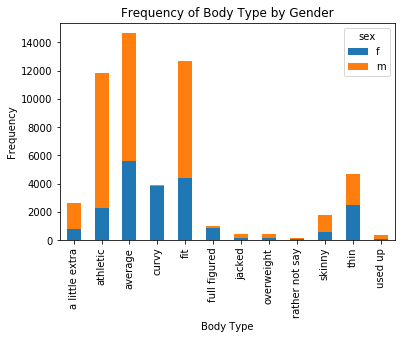 Frequency of Body Type by Gender
sex
f
m
14000
12000
10000
8000
6000
4000
2000
0
Frequency
a little extra
athletic
average
curvy
fit
full figured
jacked
overweight
rather not say
skinny
thin
used up
Body Type